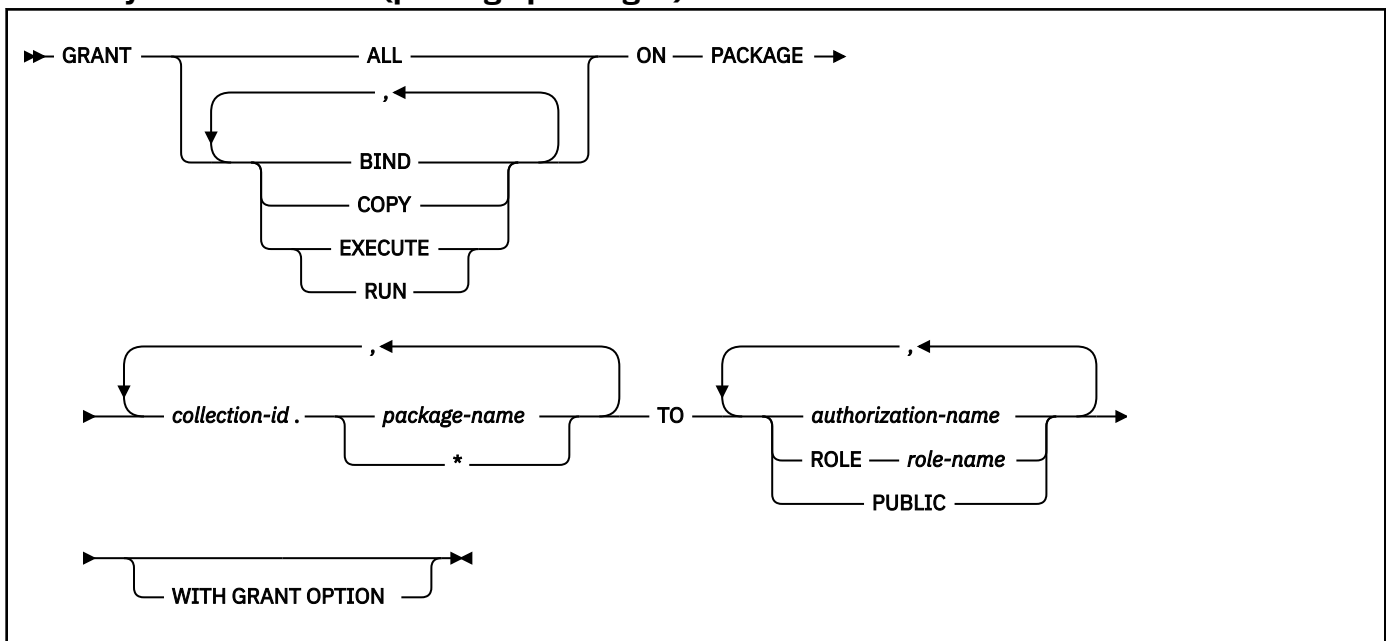 GRANT ALL ON PACKAGE
,
BIND
COPY
EXECUTE
RUN
, ,
collection-id . package-name TO authorization-name
* ROLE role-name
PUBLIC
WITH GRANT OPTION